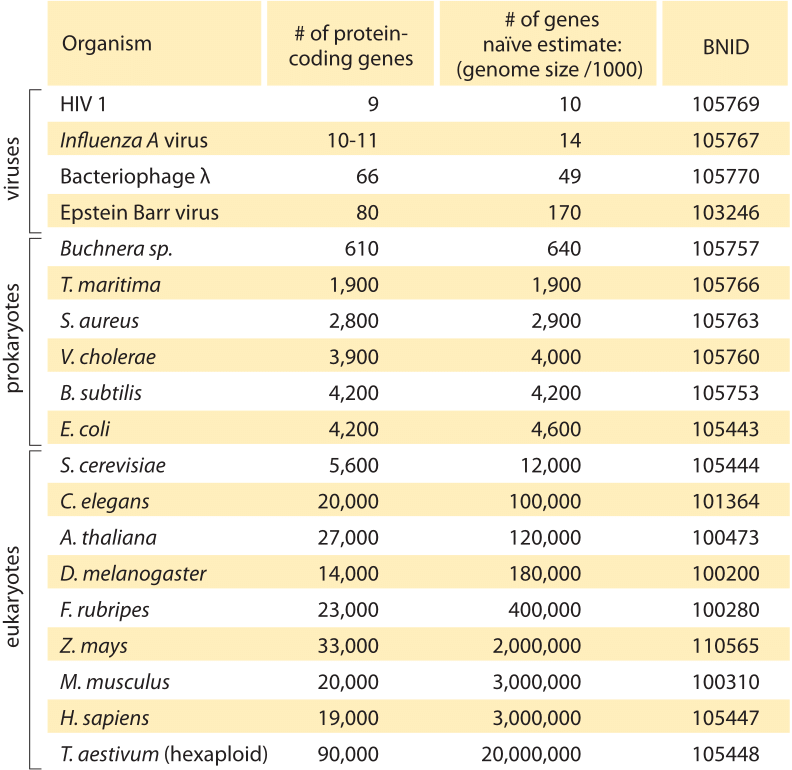 Organism # of protein-coding genes # of genes naïve estimate: (genome size /1000) BNID
viruses
HIV 1 9 10 105769
Influenza A virus 10-11 14 105767
Bacteriophage λ 66 49 105770
Epstein Barr virus 80 170 103246
prokaryotes
Buchnera sp. 610 640 105757
T. maritima 1,900 1,900 105766
S. aureus 2,800 2,900 105763
V. cholerae 3,900 4,000 105760
B. subtilis 4,200 4,200 105753
E. coli 4,200 4,600 105443
eukaryotes
S. cerevisiae 5,600 12,000 105444
C. elegans 20,000 100,000 101364
A. thaliana 27,000 120,000 100473
D. melanogaster 14,000 180,000 100200
F. rubripes 23,000 400,000 100280
Z. mays 33,000 2,000,000 110565
M. musculus 20,000 3,000,000 100310
H. sapiens 19,000 3,000,000 105447
T. aestivum (hexaploid) 90,000 20,000,000 105448